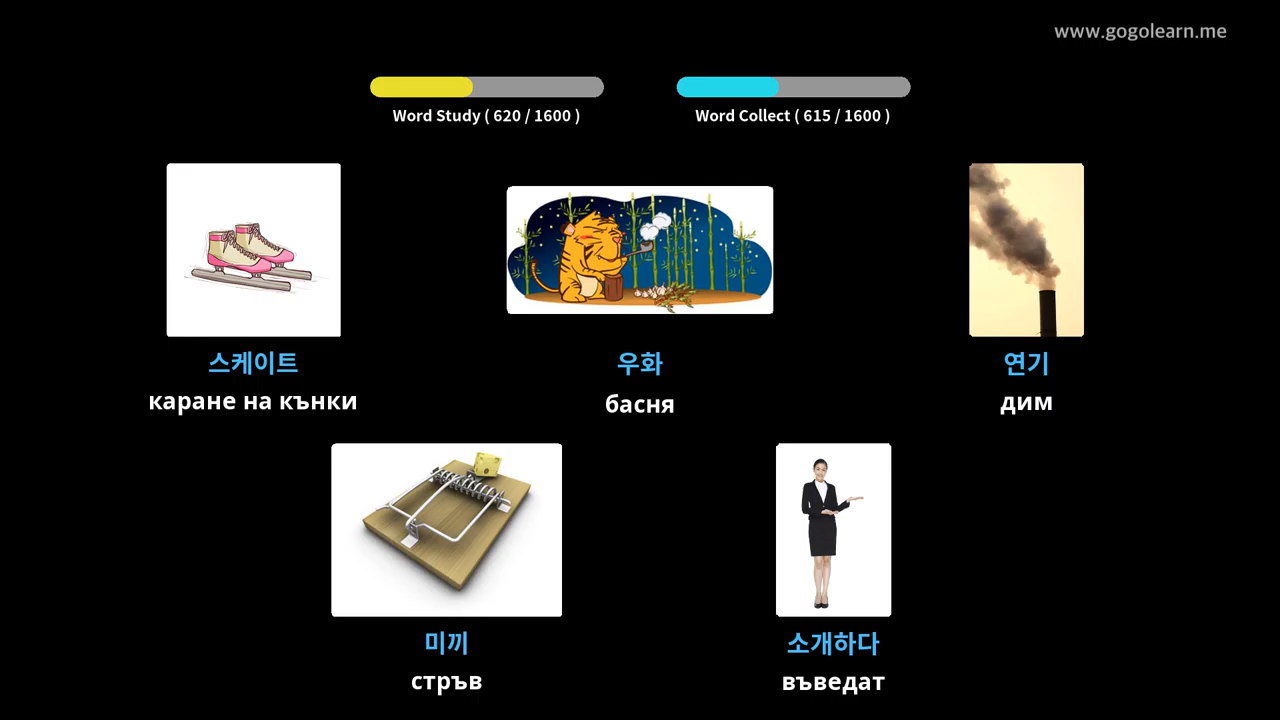 www.gogolearn.me
Word Study ( 620 / 1600 )
Word Collect ( 615 / 1600 )
스케이트
우화
연기
каране на кънки
басня
дим
미끼
소개하다
стръв
въведат